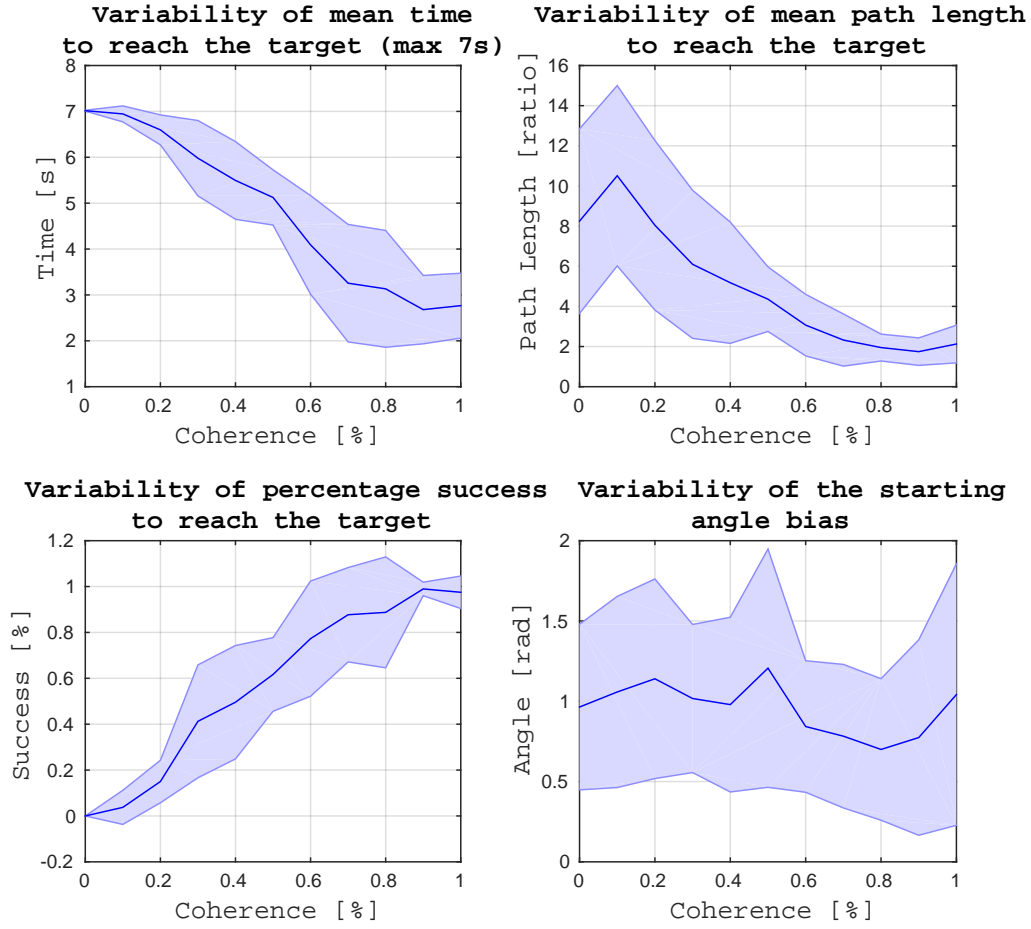 Variability of mean time
to reach the target (max 7s)
8
7
6
5
4
3
2
1
Time [s]
0 0.2 0.4 0.6 0.8 1
Coherence [%]
Variability of mean path length
to reach the target
16
14
12
10
8
6
4
2
0
Path Length [ratio]
0 0.2 0.4 0.6 0.8 1
Coherence [%]
Variability of percentage success
to reach the target
1.2
1
0.8
0.6
0.4
0.2
0
-0.2
Success [%]
0 0.2 0.4 0.6 0.8 1
Coherence [%]
Variability of the starting
angle bias
2
1.5
1
0.5
0
Angle [rad]
0 0.2 0.4 0.6 0.8 1
Coherence [%]